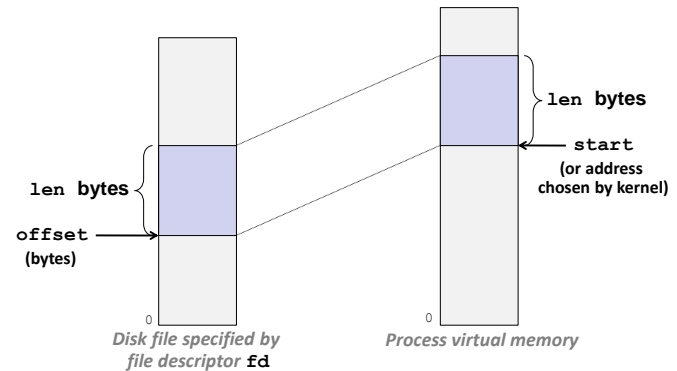 len bytes
start
(or address
chosen by kernel)
len bytes
offset
(bytes)
0
0
Disk file specified by
file descriptor fd
Process virtual memory